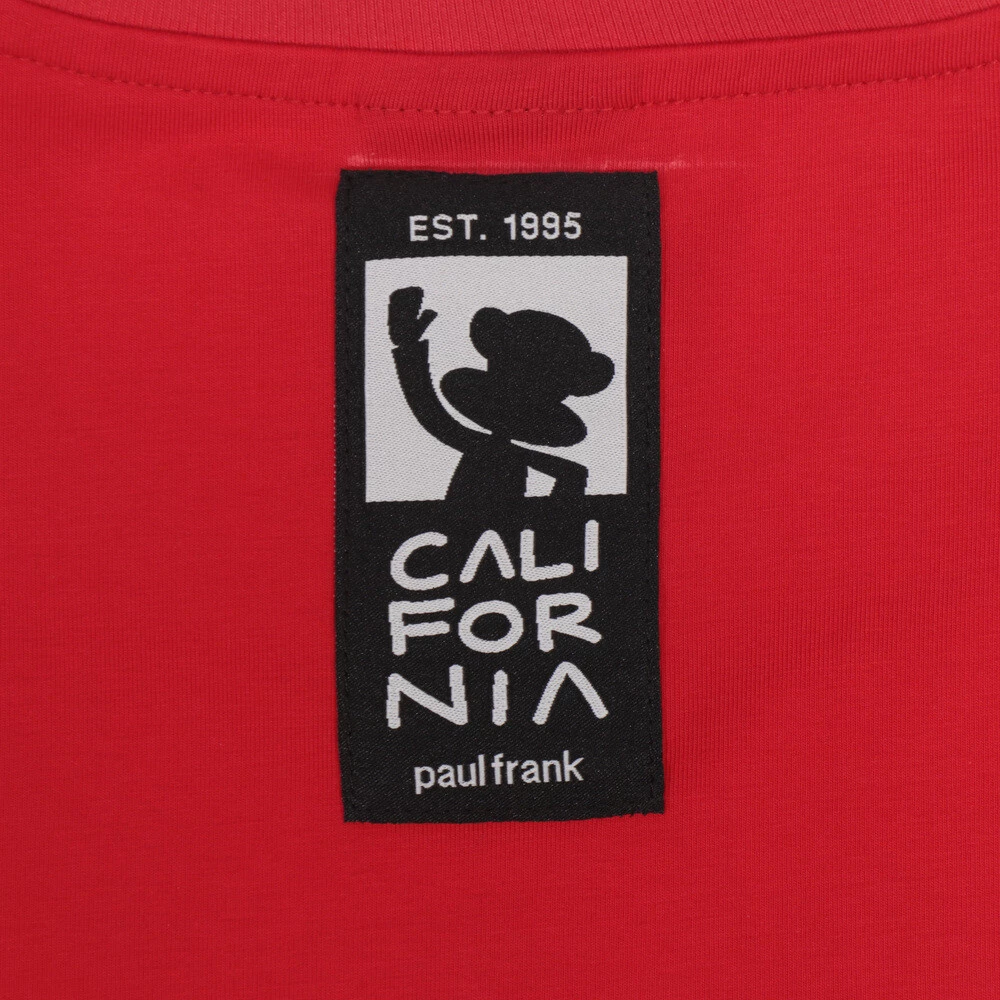 EST. 1995
CALI
FOR
NIA
paul frank